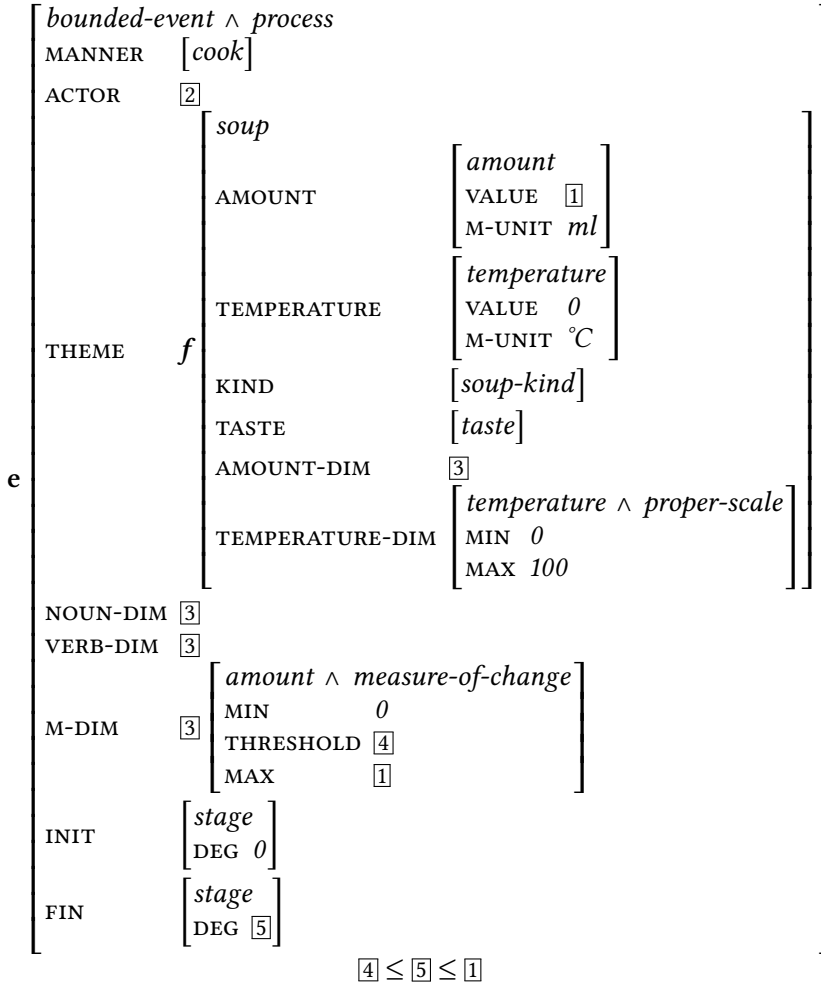 bounded-event ∧ process
MANNER [cook]
ACTOR 2
soup
amount
AMOUNT VALUE 1
M-UNIT ml
temperature
TEMPERATURE VALUE 0
M-UNIT °C
THEME f
KIND [soup-kind]
TASTE [taste]
AMOUNT-DIM 3
e
temperature ∧ proper-scale
TEMPERATURE-DIM MIN 0
MAX 100
NOUN-DIM 3
VERB-DIM 3
amount ∧ measure-of-change
MIN 0
M-DIM 3
THRESHOLD 4
MAX 1
stage
INIT
DEG 0
stage
FIN
DEG 5
4 ≤ 5 ≤ 1